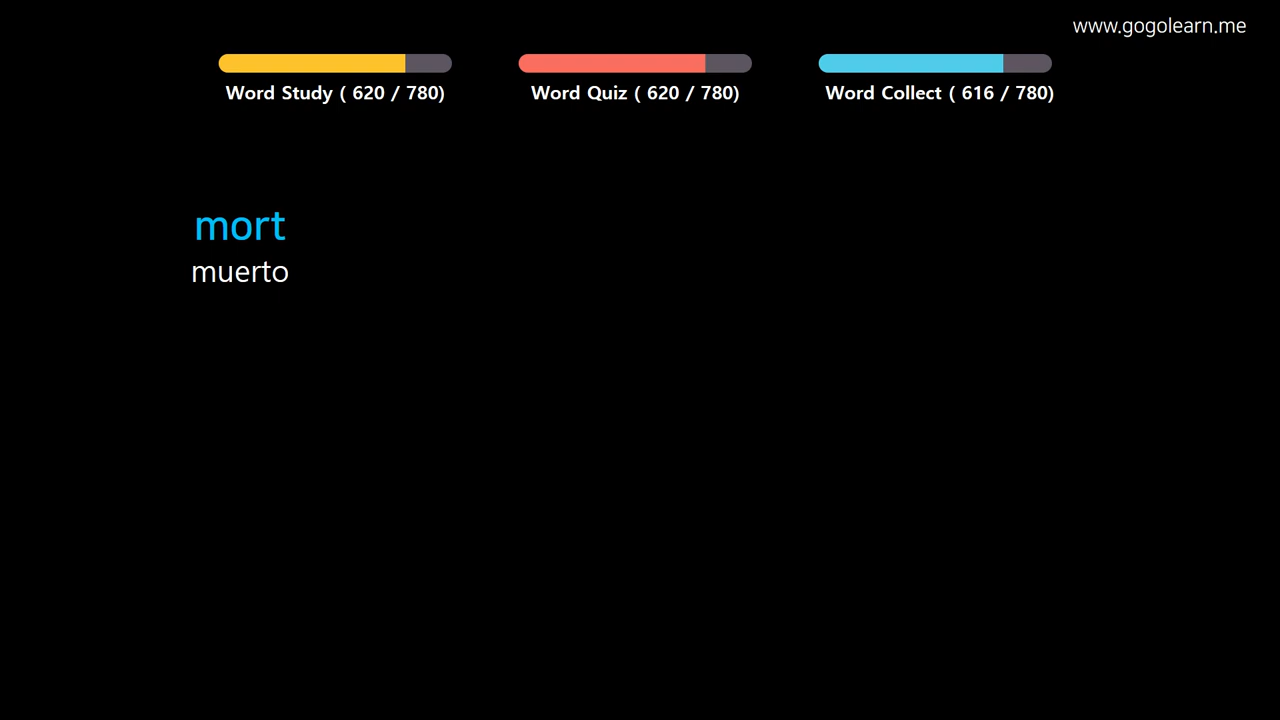 www.gogolearn.me
Word Study ( 620 / 780)
Word Quiz ( 620 / 780)
Word Collect ( 616 / 780)
mort
muerto